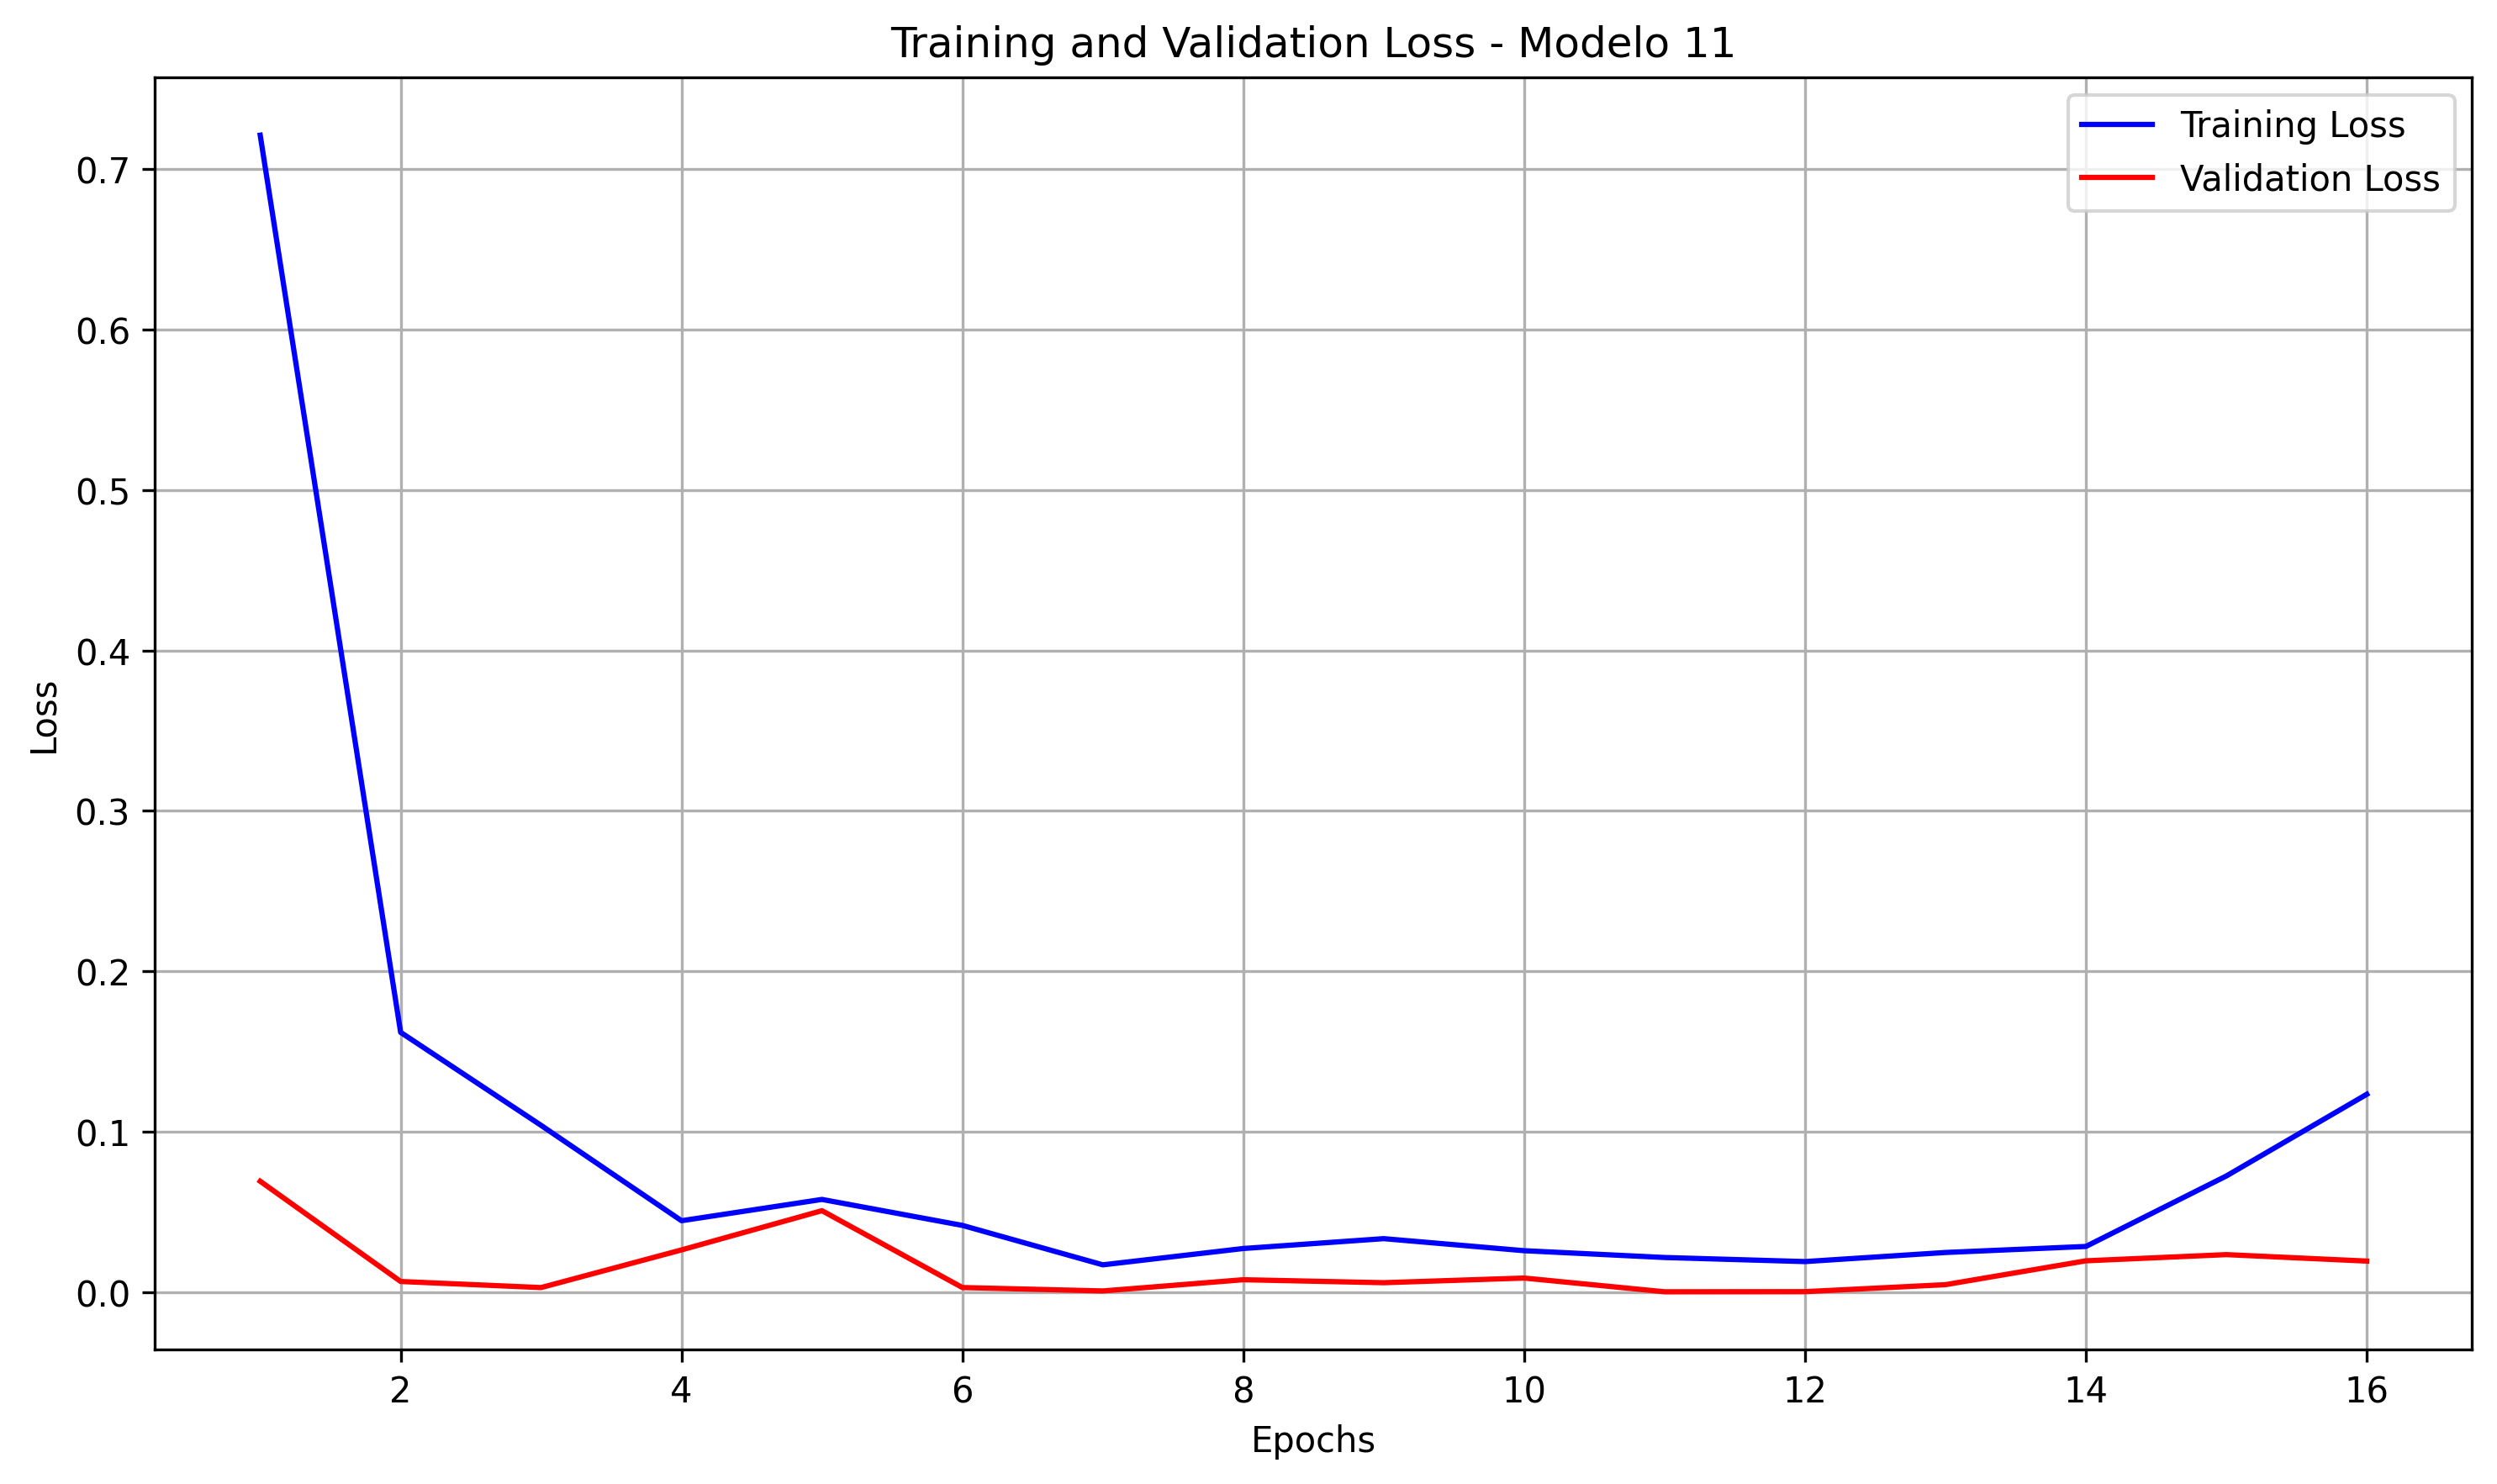 Training and Validation Loss - Modelo 11
Training Loss
Validation Loss
0.7
0.6
0.5
0.4
0.3
0.2
0.1
0.0
Loss
2 4 6 8 10 12 14 16
Epochs